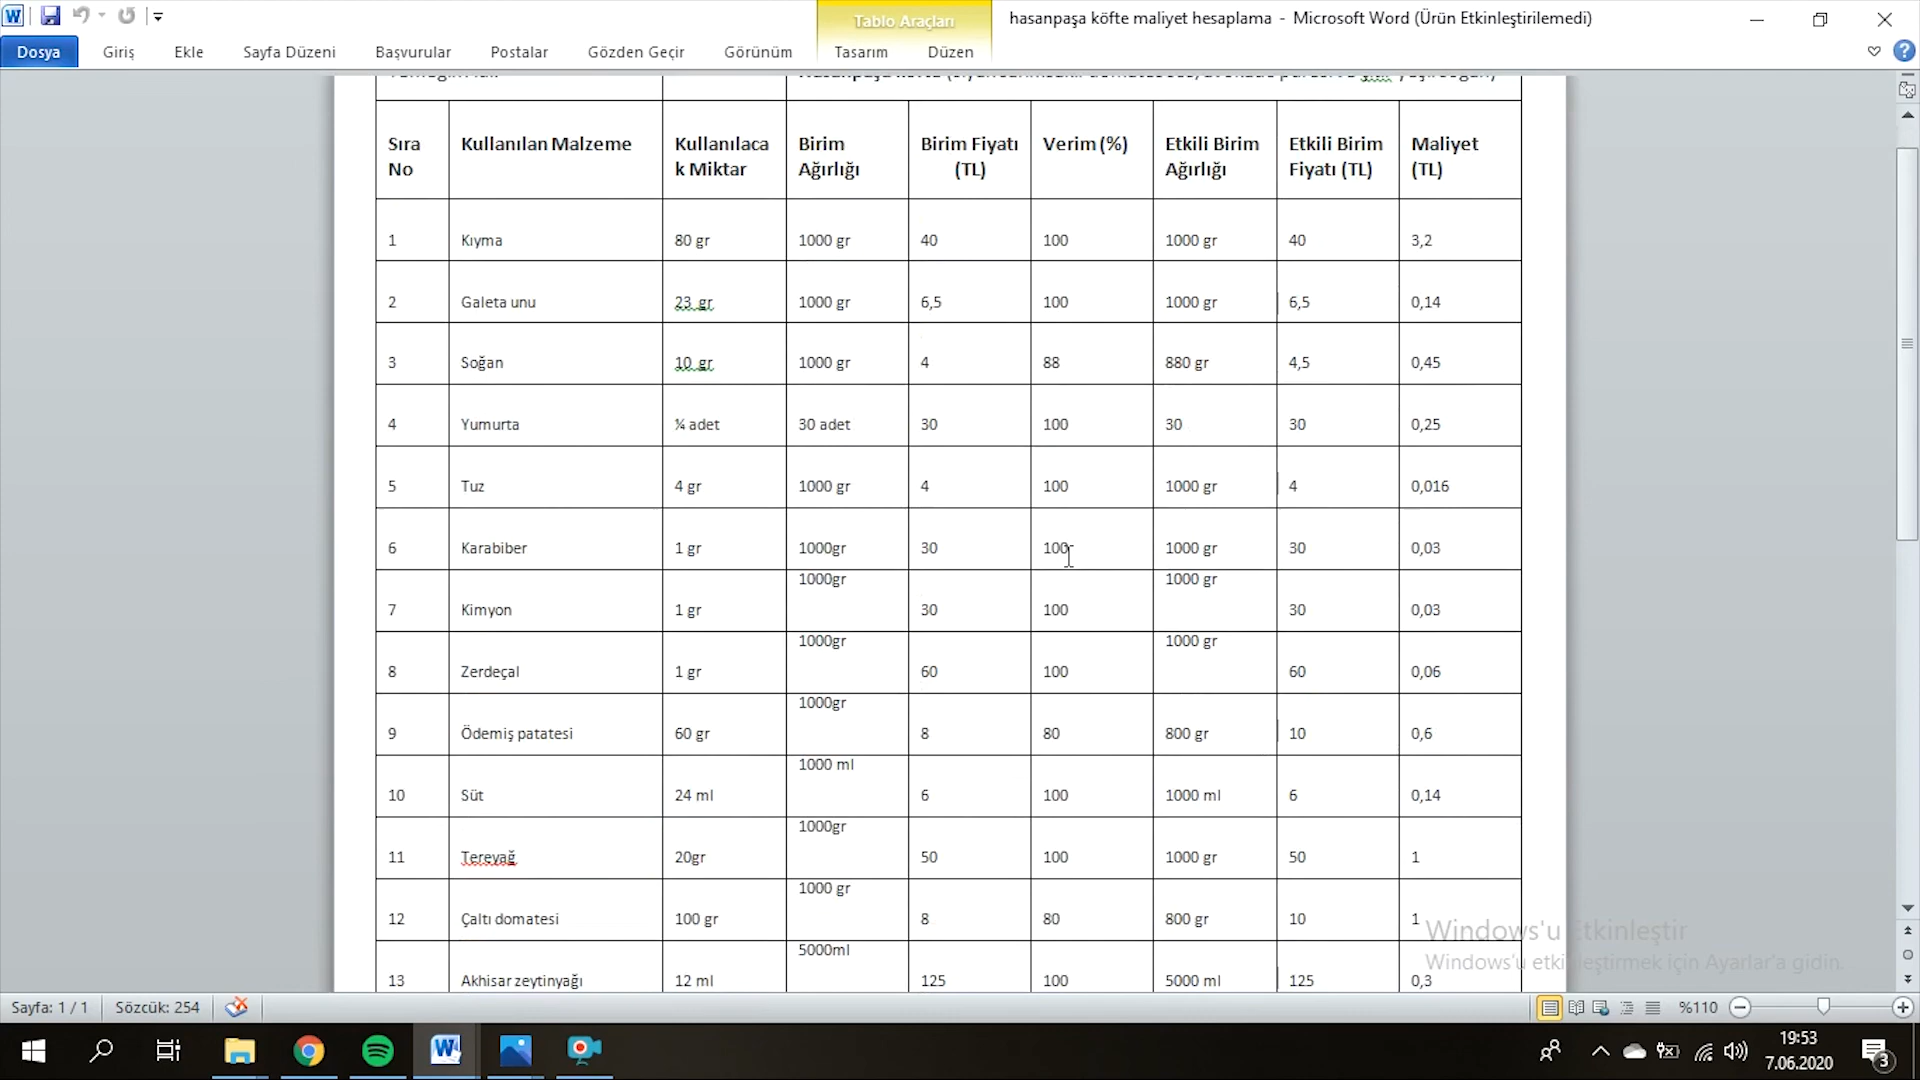 Tablo Araçları
hasanpaşa köfte maliyet hesaplama - Microsoft Word (Ürün Etkinleştirilemedi)
Dosya Giriş Ekle Sayfa Düzeni Başvurular Postalar Gözden Geçir Görünüm Tasarım Düzen
Sıra No Kullanılan Malzeme Kullanılacak Miktar Birim Ağırlığı Birim Fiyatı (TL) Verim (%) Etkili Birim Ağırlığı Etkili Birim Fiyatı (TL) Maliyet (TL)
1 Kıyma 80 gr 1000 gr 40 100 1000 gr 40 3,2
2 Galeta unu 23 gr 1000 gr 6,5 100 1000 gr 6,5 0,14
3 Soğan 10 gr 1000 gr 4 88 880 gr 4,5 0,45
4 Yumurta ¼ adet 30 adet 30 100 30 30 0,25
5 Tuz 4 gr 1000 gr 4 100 1000 gr 4 0,016
6 Karabiber 1 gr 1000gr 30 100 1000 gr 30 0,03
7 Kimyon 1 gr 1000gr 30 100 1000 gr 30 0,03
8 Zerdeçal 1 gr 1000gr 60 100 1000 gr 60 0,06
9 Ödemiş patatesi 60 gr 1000gr 8 80 800 gr 10 0,6
10 Süt 24 ml 1000 ml 6 100 1000 ml 6 0,14
11 Tereyağ 20gr 1000gr 50 100 1000 gr 50 1
12 Çaltı domatesi 100 gr 1000 gr 8 80 800 gr 10 1
13 Akhisar zeytinyağı 12 ml 5000ml 125 100 5000 ml 125 0,3
Windows'u Etkinleştir
Windows'u etkinleştirmek için Ayarlar'a gidin.
Sayfa: 1 / 1 Sözcük: 254 %110
19:53
7.06.2020
3